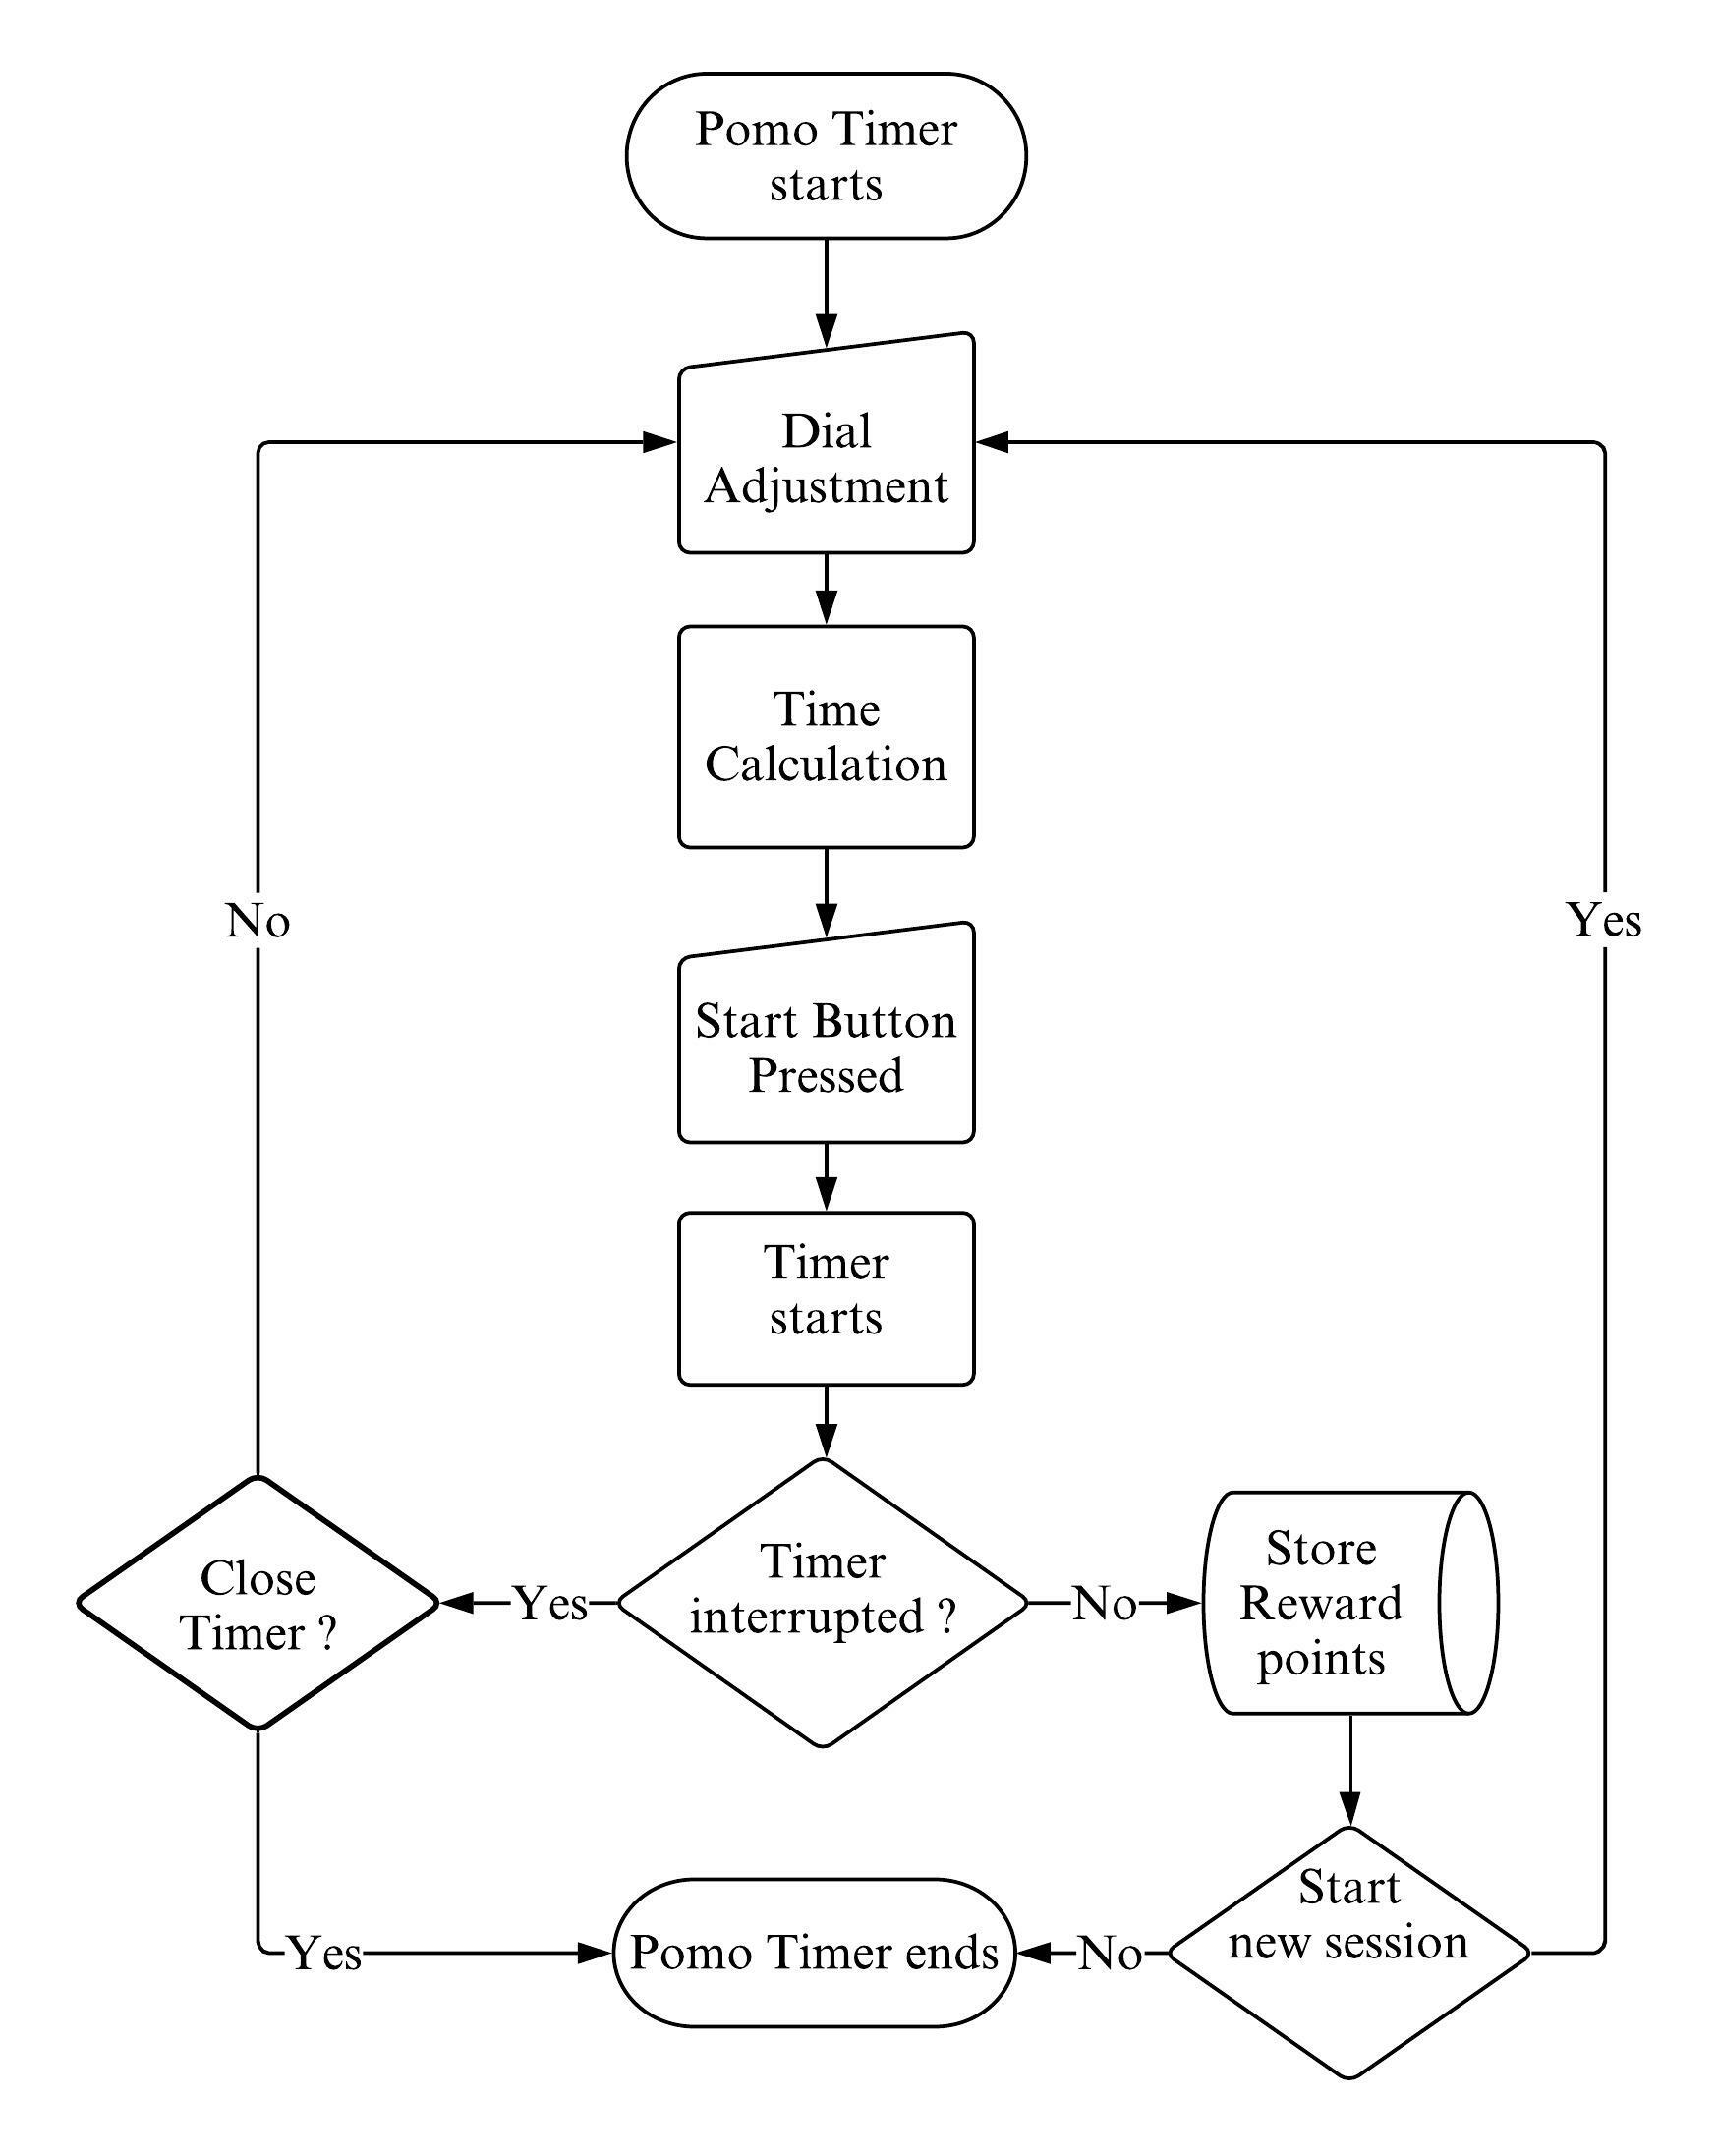 Pomo Timer
starts
Dial
Adjustment
Time
Calculation
No
Yes
Start Button
Pressed
Timer
starts
Close
Timer ?
Yes
Timer
interrupted ?
No
Store
Reward
points
Yes
Pomo Timer ends
No
Start
new session